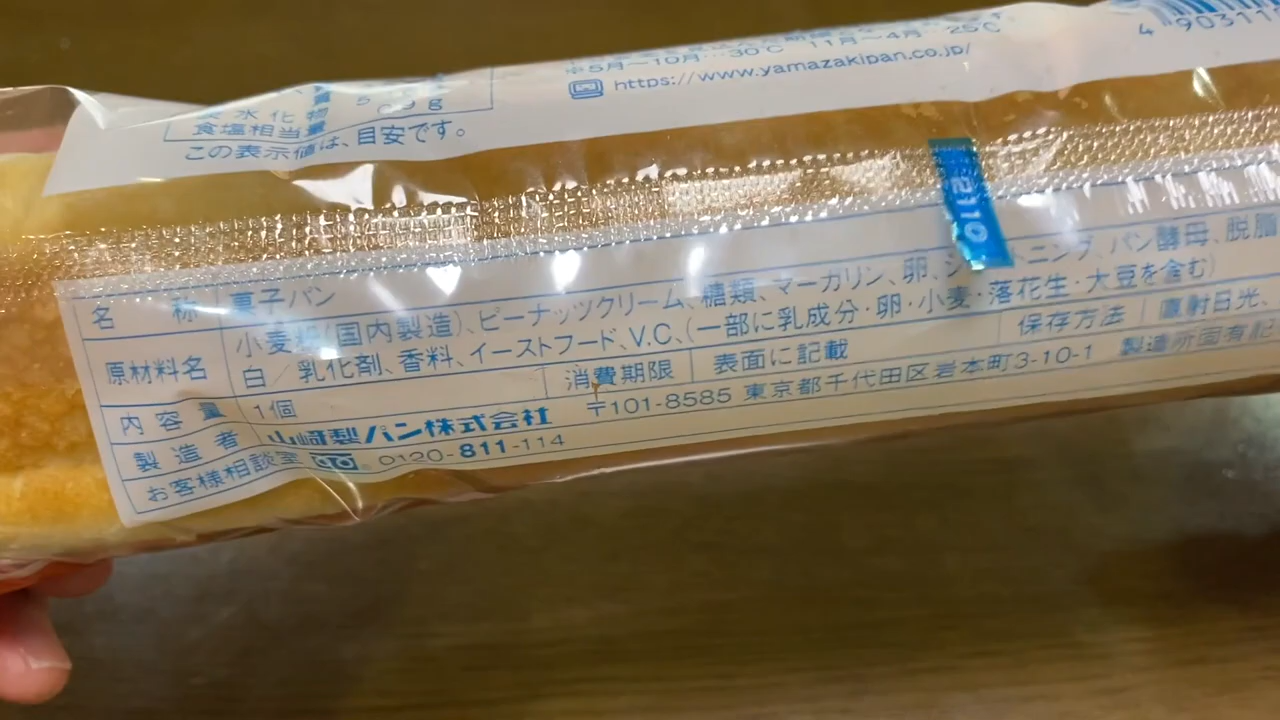 炭水化物
食塩相当量
この表示値は、目安です。
※5月〜10月…30℃ 11月〜4月…25℃
https://www.yamazakipan.co.jp/
4 903111
名 称 菓子パン
原材料名 小麦粉(国内製造)、ピーナッツクリーム、糖類、マーガリン、卵、ショートニング、パン酵母、脱脂
白/乳化剤、香料、イーストフード、V.C、(一部に乳成分・卵・小麦・落花生・大豆を含む)
内容量 1個 消費期限 表面に記載 保存方法 直射日光、
製造者 山崎製パン株式会社 〒101-8585 東京都千代田区岩本町3-10-1 製造所固有記
お客様相談室 0120-811-114